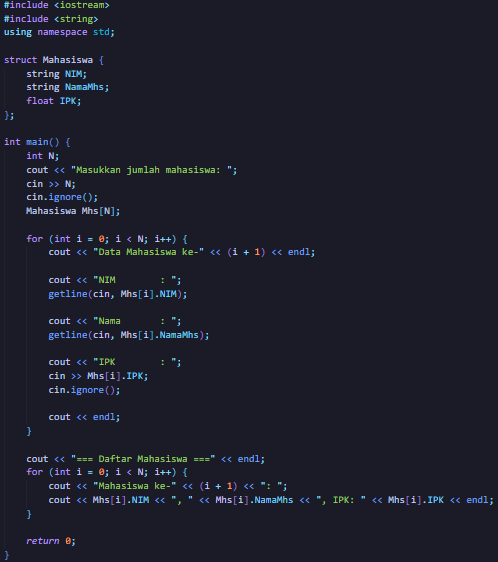 #include <iostream>
#include <string>
using namespace std;

struct Mahasiswa {
    string NIM;
    string NamaMhs;
    float IPK;
};

int main() {
    int N;
    cout << "Masukkan jumlah mahasiswa: ";
    cin >> N;
    cin.ignore();
    Mahasiswa Mhs[N];

    for (int i = 0; i < N; i++) {
        cout << "Data Mahasiswa ke-" << (i + 1) << endl;

        cout << "NIM        : ";
        getline(cin, Mhs[i].NIM);

        cout << "Nama       : ";
        getline(cin, Mhs[i].NamaMhs);

        cout << "IPK        : ";
        cin >> Mhs[i].IPK;
        cin.ignore();

        cout << endl;
    }

    cout << "=== Daftar Mahasiswa ===" << endl;
    for (int i = 0; i < N; i++) {
        cout << "Mahasiswa ke-" << (i + 1) << ": ";
        cout << Mhs[i].NIM << ", " << Mhs[i].NamaMhs << ", IPK: " << Mhs[i].IPK << endl;
    }

    return 0;
}